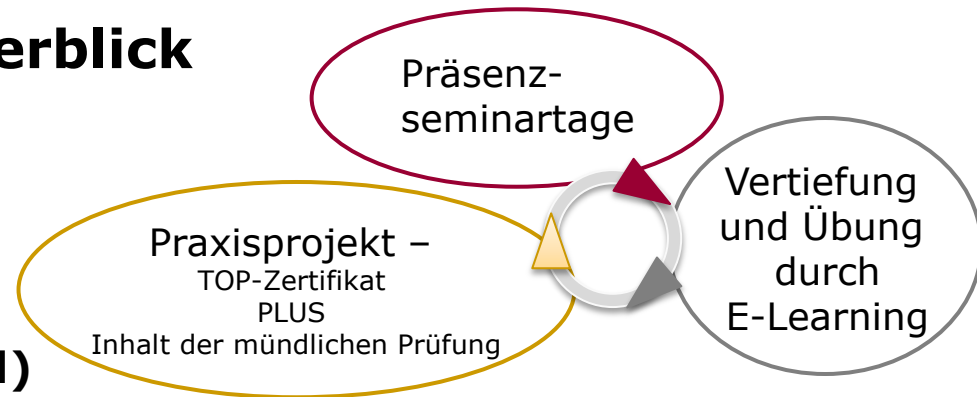 erblick
Präsenz-
seminartage
Vertiefung
und Übung
durch
E-Learning
Praxisprojekt –
TOP-Zertifikat
PLUS
Inhalt der mündlichen Prüfung
)